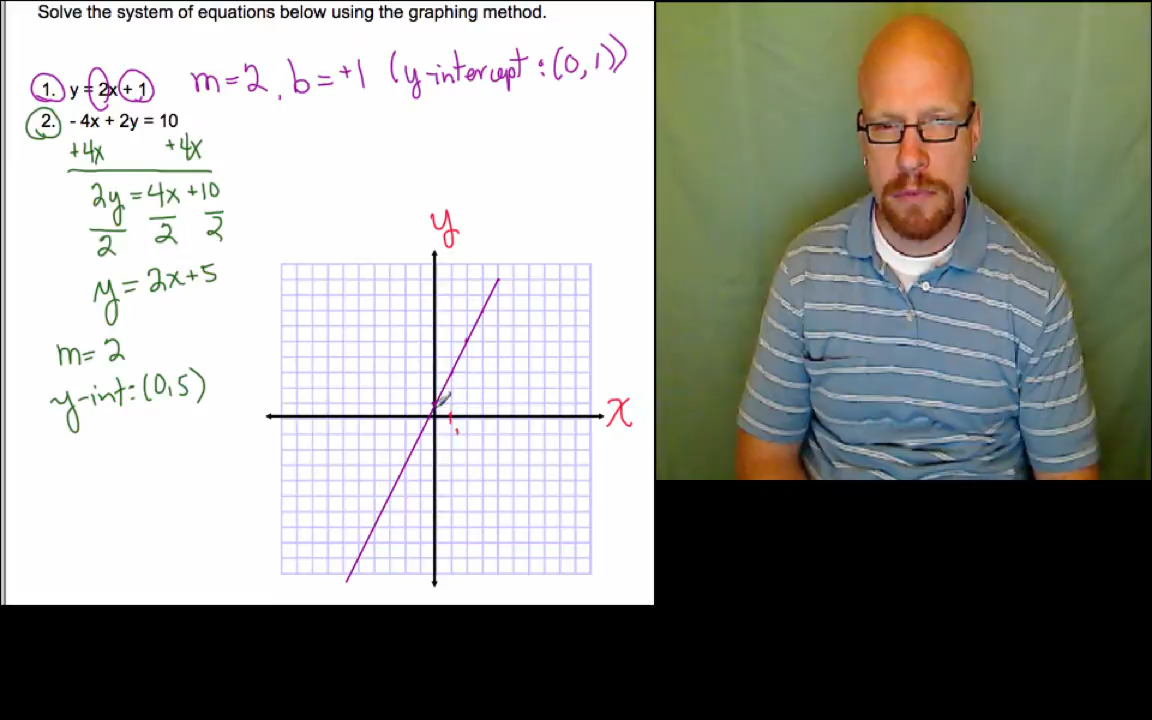 Solve the system of equations below using the graphing method.
m=2, b=+1 (y-intercept:(0,1))
1. y = 2x + 1
2. - 4x + 2y = 10
+4x +4x
2y = 4x +10
2 2 2
y = 2x+5
m= 2
y-int:(0,5)
y
x
1